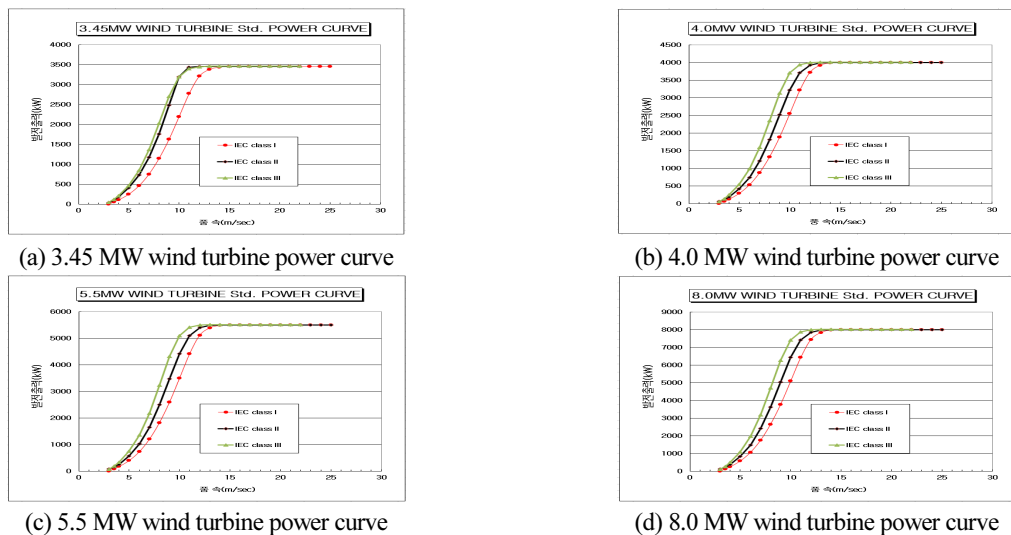 3.45MW WIND TURBINE Std. POWER CURVE
4000
3500
3000
2500
2000
1500
1000
500
0
발전출력(kW)
IEC class I
IEC class II
IEC class III
0 5 10 15 20 25 30
풍 속(m/sec)
(a) 3.45 MW wind turbine power curve
4.0MW WIND TURBINE Std. POWER CURVE
4500
4000
3500
3000
2500
2000
1500
1000
500
0
발전출력(kW)
IEC class I
IEC class II
IEC class III
0 5 10 15 20 25 30
풍 속(m/sec)
(b) 4.0 MW wind turbine power curve
5.5MW WIND TURBINE Std. POWER CURVE
6000
5000
4000
3000
2000
1000
0
발전출력(kW)
IEC class I
IEC class II
IEC class III
0 5 10 15 20 25 30
풍 속(m/sec)
(c) 5.5 MW wind turbine power curve
8.0MW WIND TURBINE Std. POWER CURVE
9000
8000
7000
6000
5000
4000
3000
2000
1000
0
발전출력(kW)
IEC class I
IEC class II
IEC class III
0 5 10 15 20 25 30
풍 속(m/sec)
(d) 8.0 MW wind turbine power curve